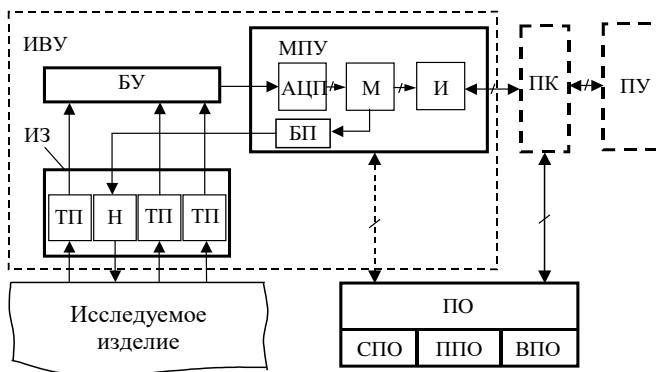 ИВУ
МПУ
БУ
АЦП
М
И
ПК
ПУ
БП
ИЗ
ТП
Н
ТП
ТП
Исследуемое
изделие
ПО
СПО
ППО
ВПО